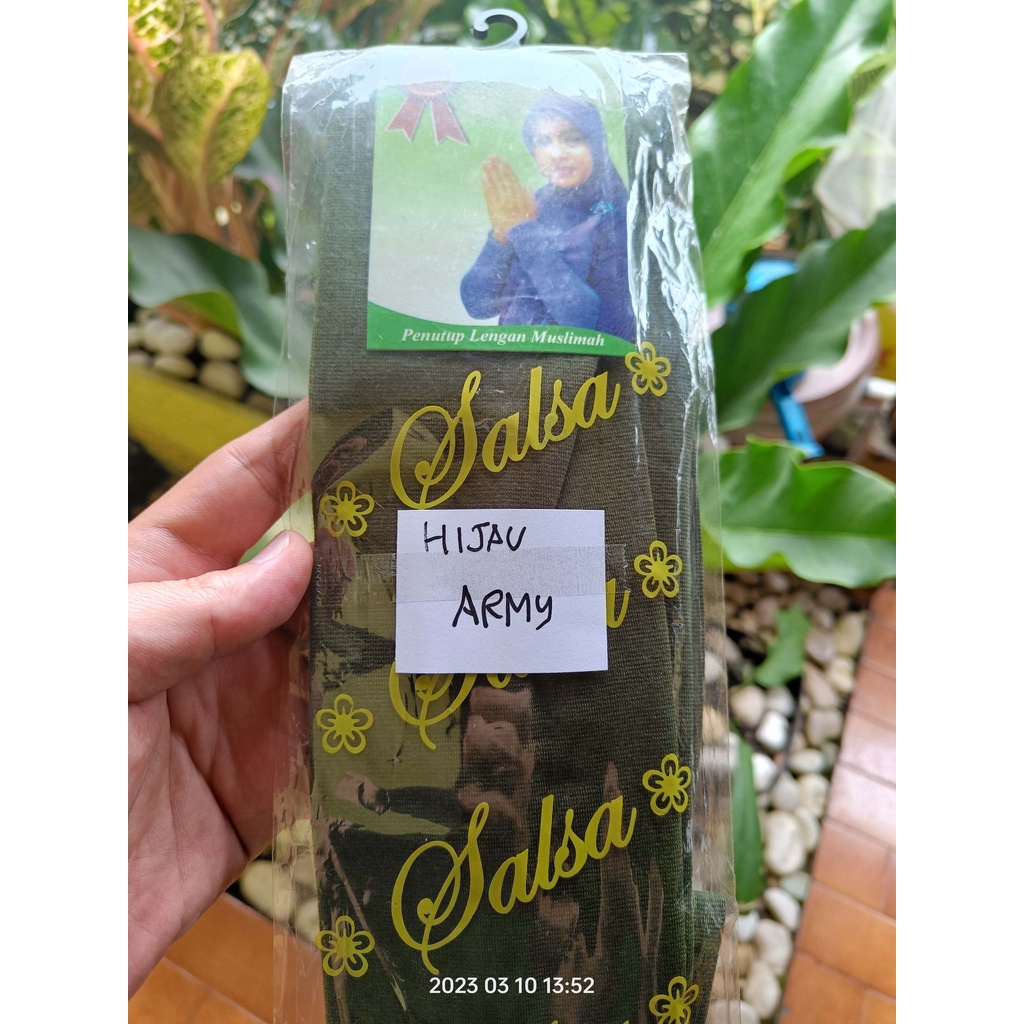 Penutup Lengan Muslimah
Salsa
HIJAU
ARMY
Salsa
2023 03 10 13:52